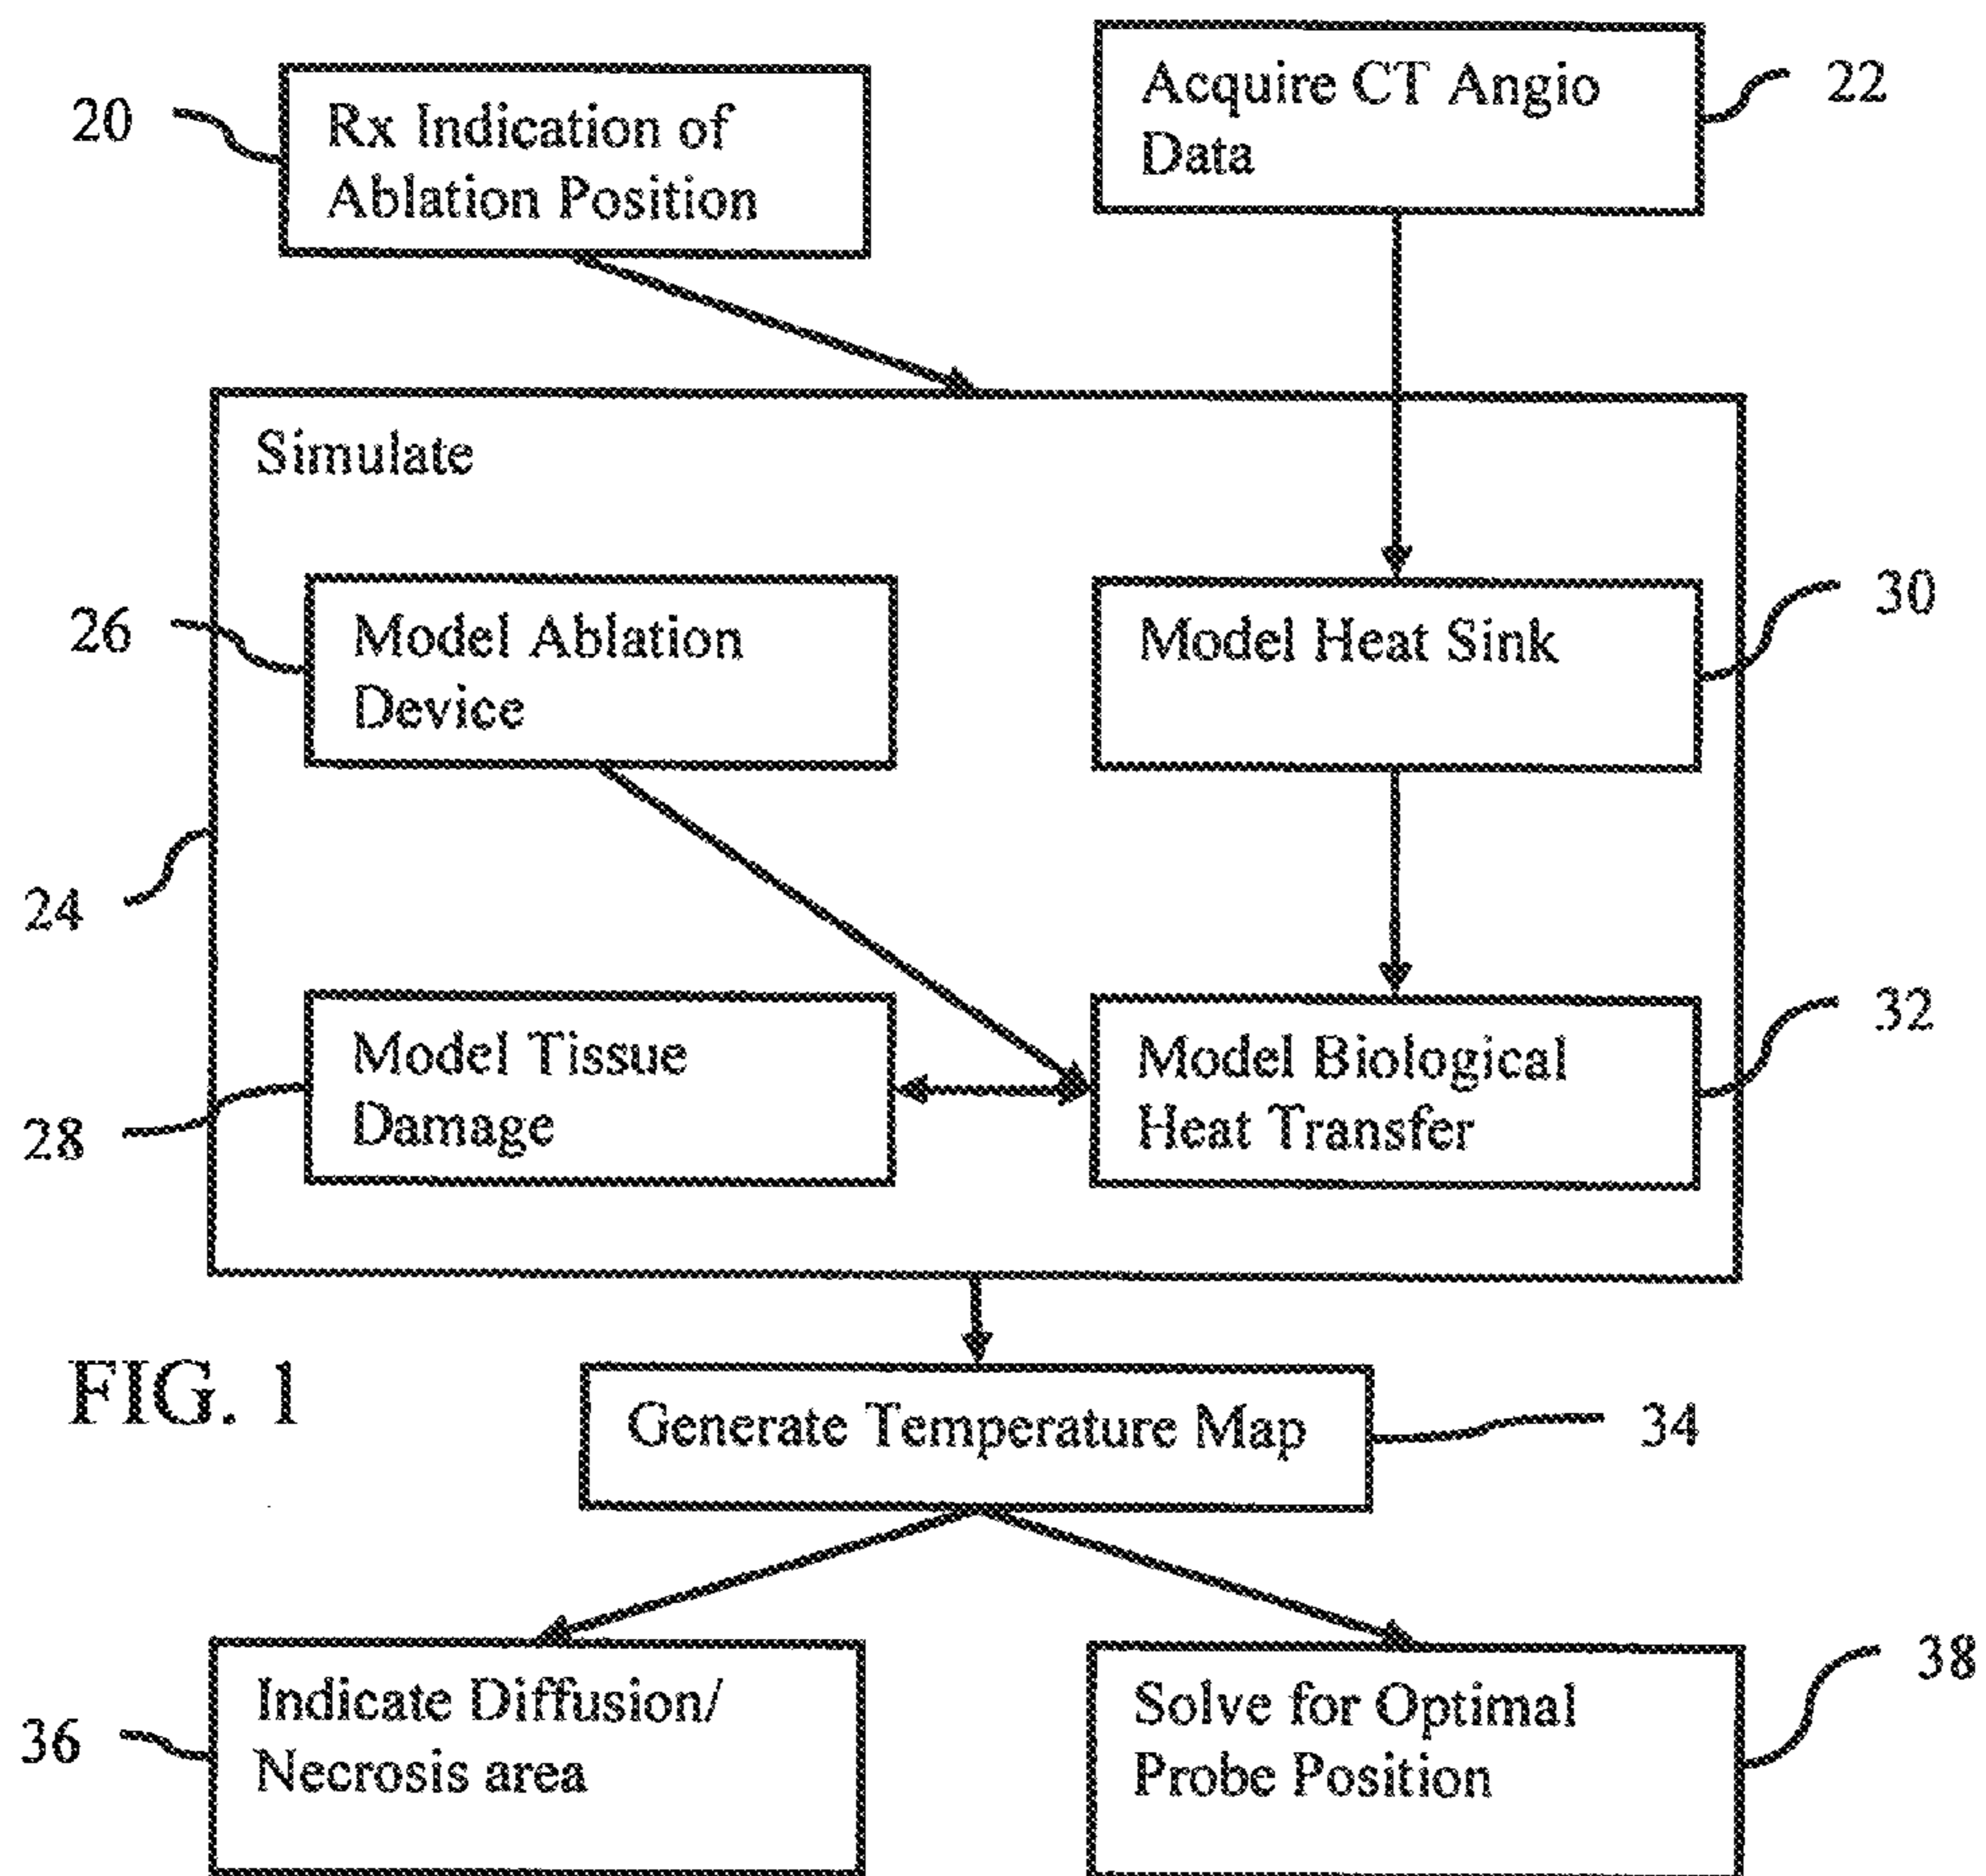 20
Rx Indication of
Ablation Position
Acquire CT Angio
Data
22
Simulate
26
Model Ablation
Device
Model Heat Sink
30
24
28
Model Tissue
Damage
Model Biological
Heat Transfer
32
FIG. 1
Generate Temperature Map
34
36
Indicate Diffusion/
Necrosis area
Solve for Optimal
Probe Position
38